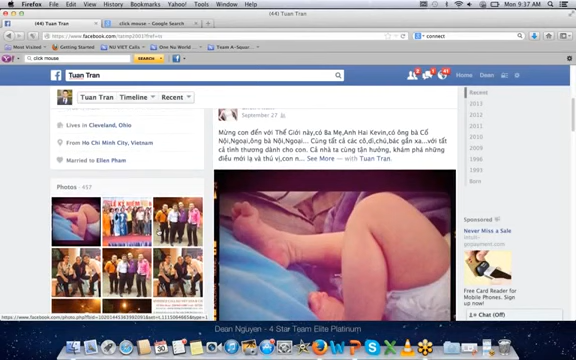 Firefox File Edit View History Bookmarks Yahoo! Tools Window Help
Mon 9:37 AM
(44) Tuan Tran
(44) Tuan Tran
click mouse - Google Search
connect
Most Visited
Getting Started
NU VIET Calls
One Nu World
Team A-Squar...
click mouse
SEARCH
Tuan Tran
Home
Dean
Tuan Tran
Timeline
Recent
Recent
2013
2012
2011
2010
2009
1996
1993
Born
Lives in Cleveland, Ohio
From Ho Chi Minh City, Vietnam
Married to Ellen Pham
Photos · 457
September 27
Mừng con đến với Thế Giới này,có Ba Mẹ,Anh Hai Kevin,có ông bà Cố
Nội,Ngoại,ông bà Nội,Ngoại... Cùng tất cả các cô,dì,chú,bác gần xa...với tất
cả tình thương dành cho con. Cả nhà ta cùng tận hưởng, khám phá những
điều mới lạ và thú vị,con n... See More — with Tuan Tran.
Sponsored
Never Miss a Sale
Free Card Reader for
Mobile Phones. Sign
up now!
Chat (Off)
Dean Nguyen - 4 Star Team Elite Platinum